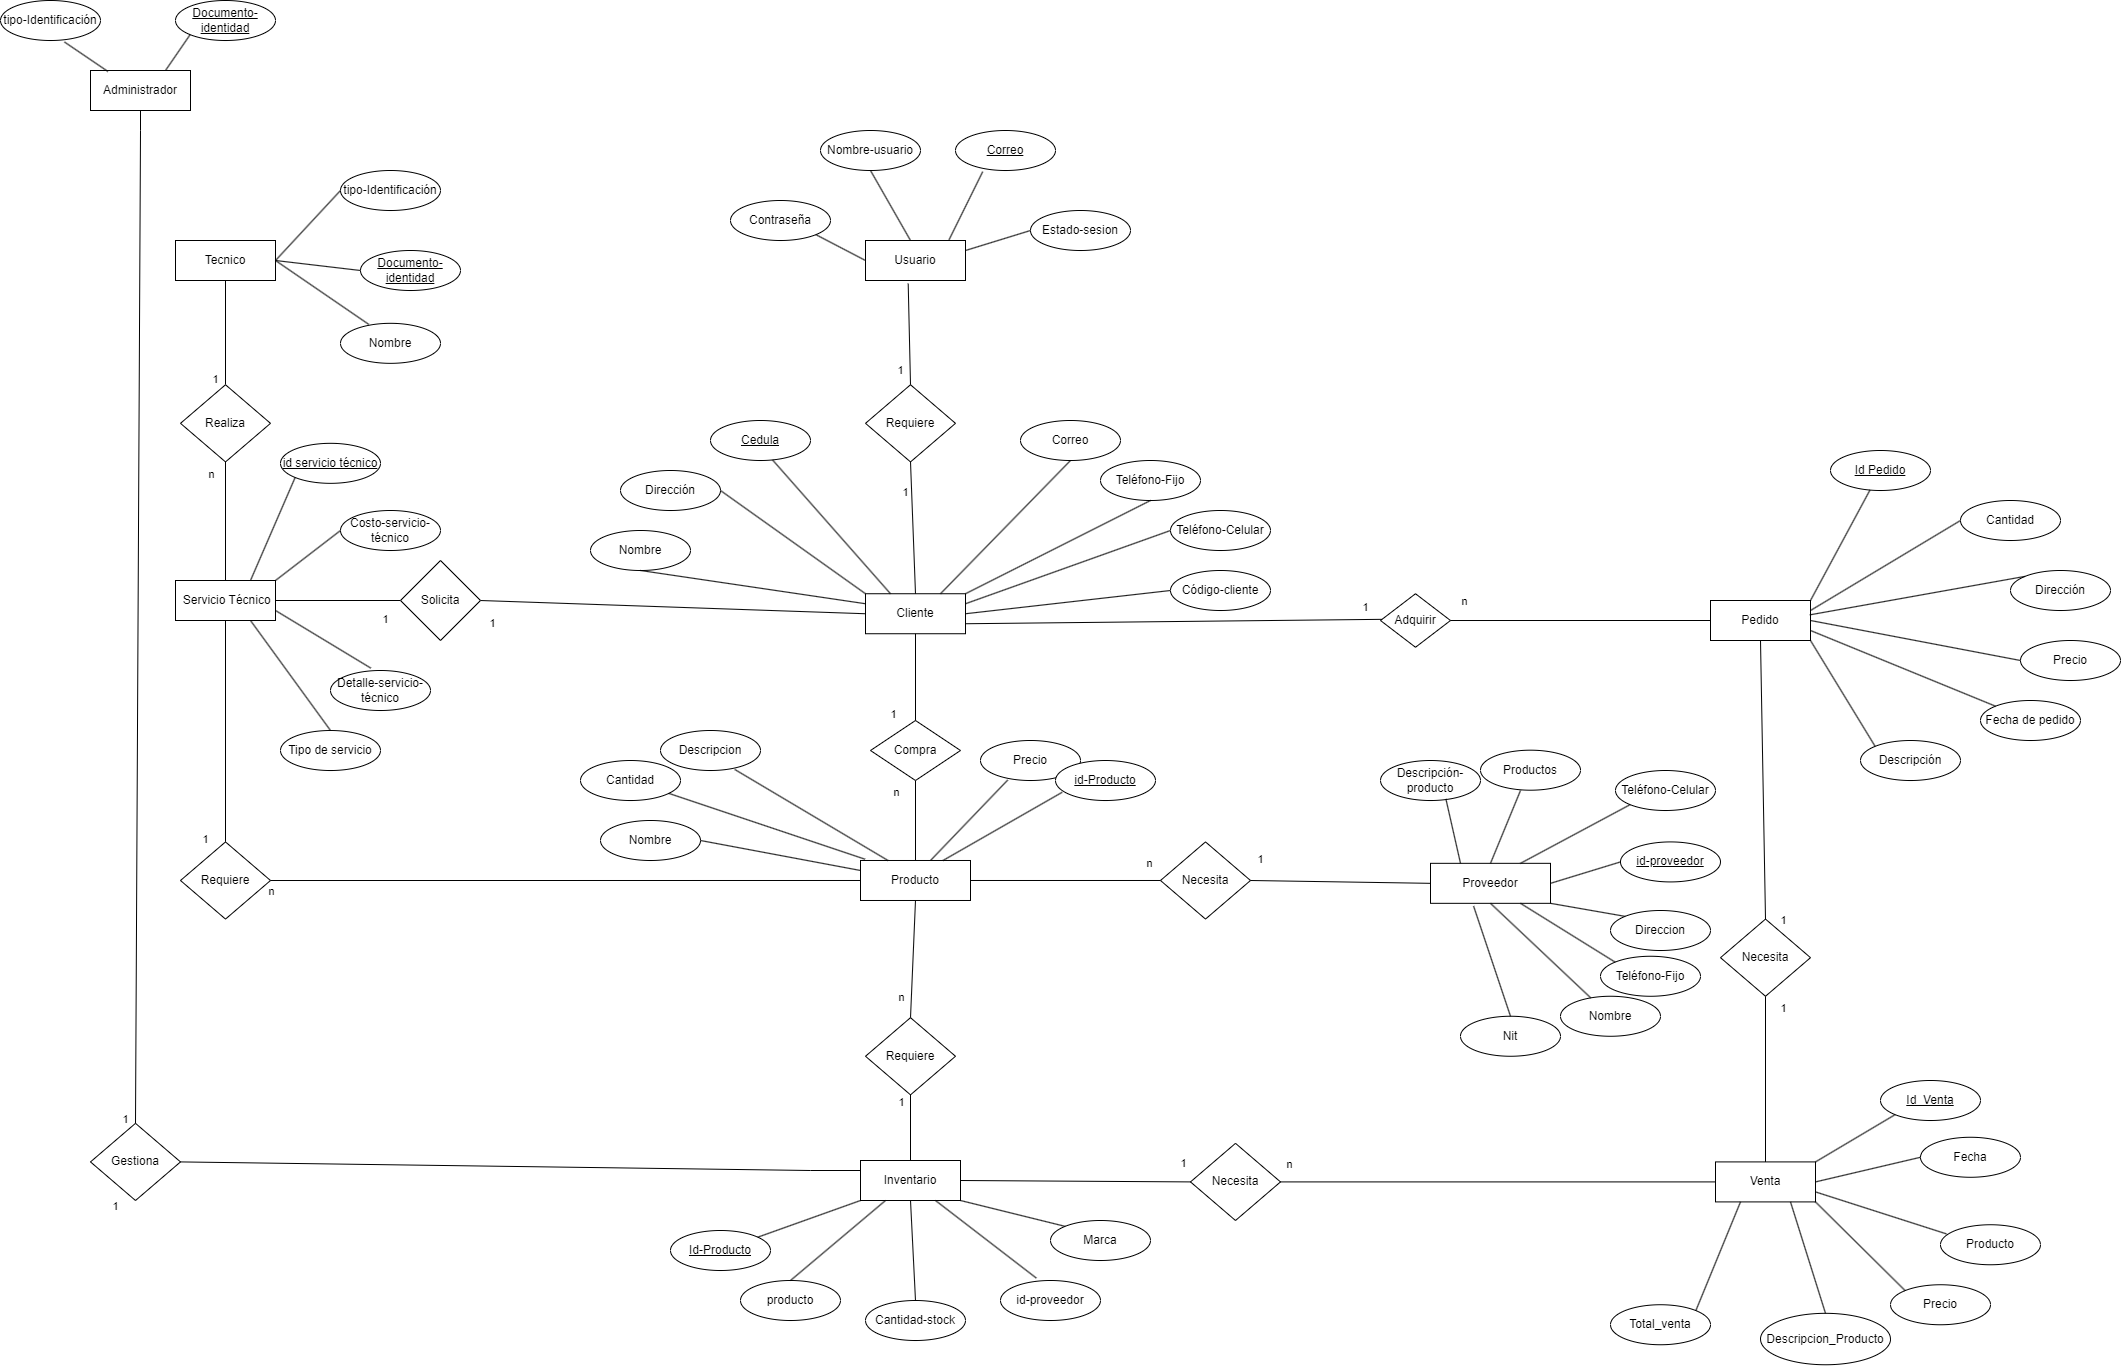 tipo-Identificación
Documento-
identidad
Administrador
Nombre-usuario
Correo
tipo-Identificación
Contraseña
Estado-sesion
Tecnico
Documento-
identidad
Usuario
Nombre
1
Realiza
n
1
Requiere
1
Cedula
Correo
id servicio técnico
Dirección
Teléfono-Fijo
Id Pedido
Costo-servicio-
técnico
Nombre
Teléfono-Celular
Cantidad
Servicio Técnico
1
Solicita
1
Cliente
Código-cliente
1
Adquirir
n
Pedido
Dirección
Precio
Detalle-servicio-
técnico
Fecha de pedido
Tipo de servicio
Descripción
1
Compra
n
Descripcion
Cantidad
Nombre
Precio
id-Producto
Descripción-
producto
Productos
Teléfono-Celular
id-proveedor
1
Requiere
n
Producto
n
Necesita
1
Proveedor
Direccion
Teléfono-Fijo
Nombre
Nit
1
Necesita
1
n
Requiere
1
1
Gestiona
1
Inventario
1
Necesita
n
Venta
Id_Venta
Fecha
Producto
Precio
Descripcion_Producto
Total_venta
Id-Producto
producto
Cantidad-stock
id-proveedor
Marca